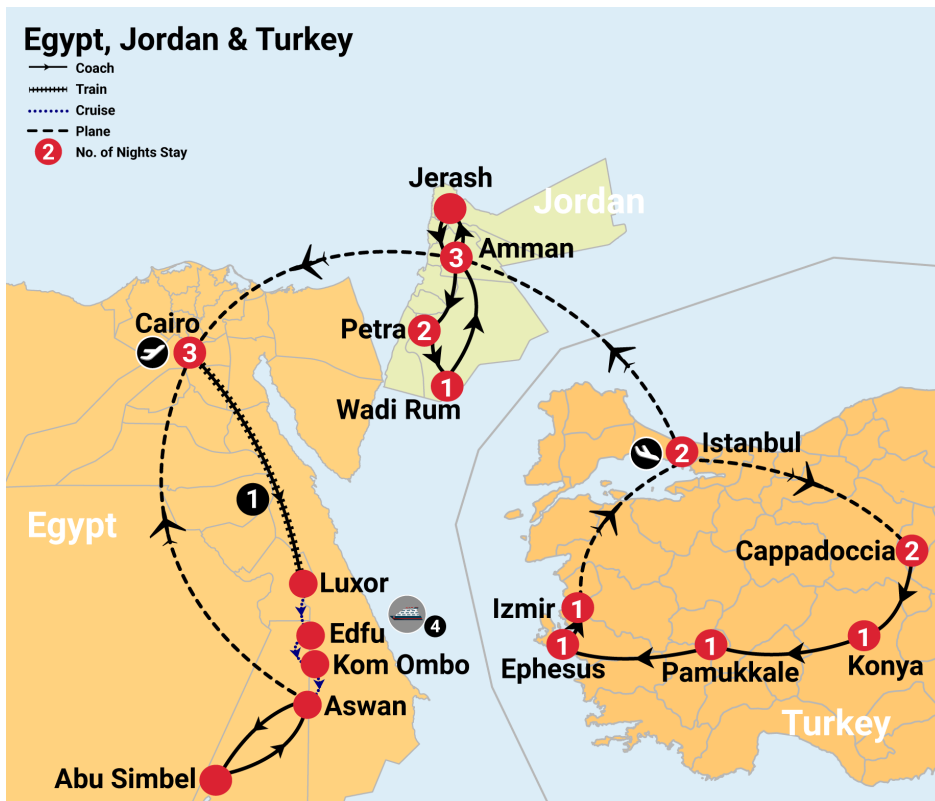 Egypt, Jordan & Turkey
Coach
Train
Cruise
Plane
2 No. of Nights Stay
Jerash
Jordan
3 Amman
Cairo
3
Petra 2
1
Wadi Rum
2 Istanbul
1
Egypt
Cappadoccia 2
Luxor
Izmir 1
4
Edfu
1
1
1
Kom Ombo
Ephesus
Pamukkale
Konya
Aswan
Turkey
Abu Simbel